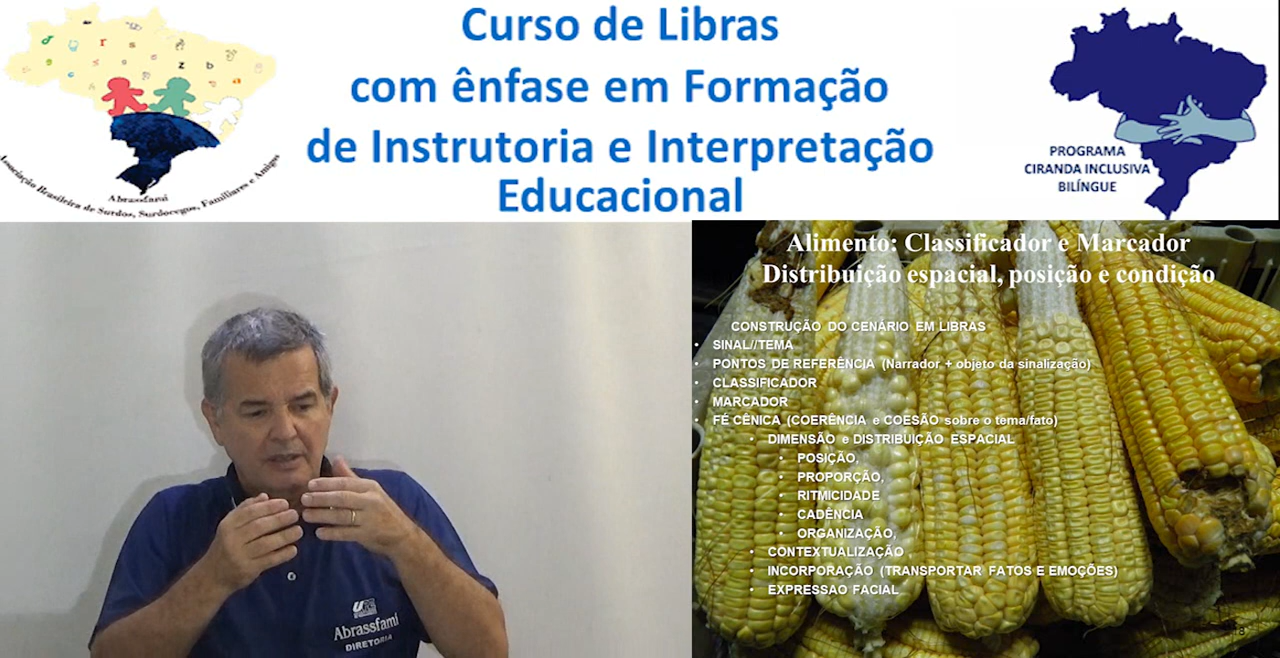 Curso de Libras
com ênfase em Formação
de Instrutoria e Interpretação
Educacional
Abrassfami
Associação Brasileira de Surdos, Surdocegos, Familiares e Amigos
PROGRAMA
CIRANDA INCLUSIVA
BILÍNGUE
Alimento: Classificador e Marcador
Distribuição espacial, posição e condição
CONSTRUÇÃO DO CENÁRIO EM LIBRAS
• SINAL//TEMA
• PONTOS DE REFERÊNCIA (Narrador + objeto da sinalização)
• CLASSIFICADOR
• MARCADOR
• FÉ CÊNICA (COERÊNCIA e COESÃO sobre o tema/fato)
• DIMENSÃO e DISTRIBUIÇÃO ESPACIAL
• POSIÇÃO,
• PROPORÇÃO,
• RITMICIDADE
• CADÊNCIA
• ORGANIZAÇÃO,
• CONTEXTUALIZAÇÃO ,
• INCORPORAÇÃO (TRANSPORTAR FATOS E EMOÇÕES)
• EXPRESSAO FACIAL
8
Abrassfami
DIRETORIA